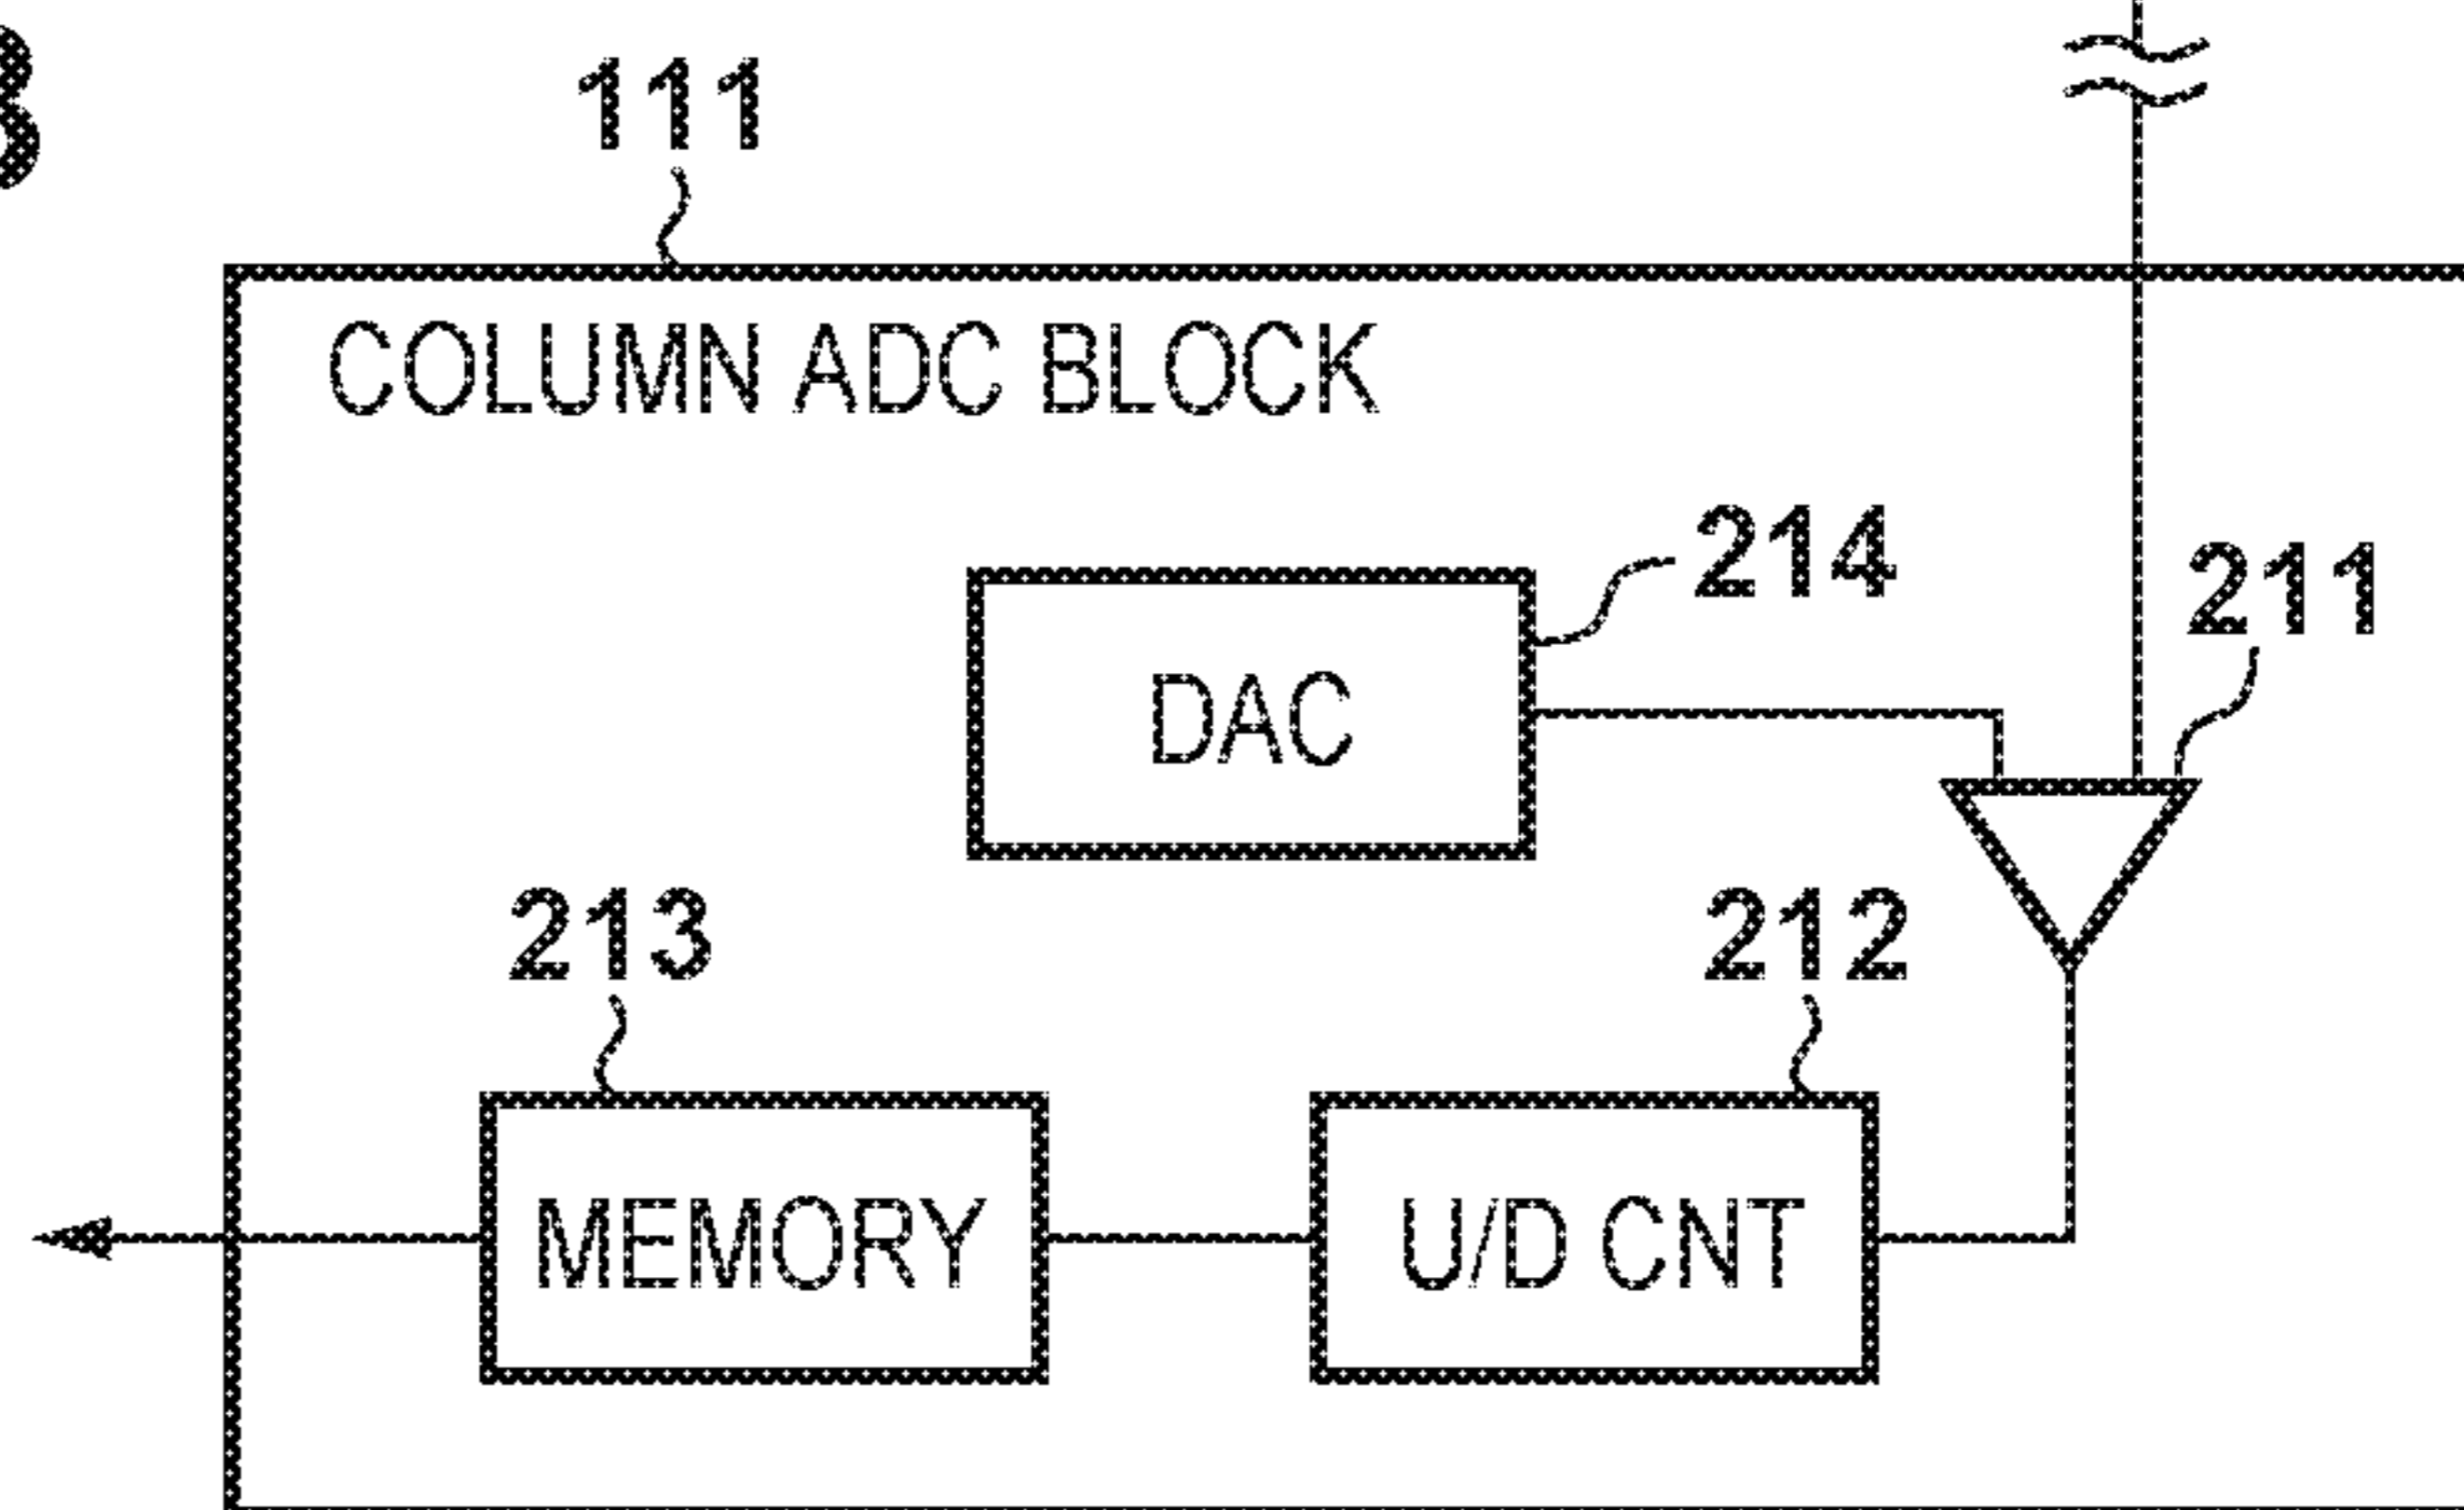 111
COLUMN ADC BLOCK
214
211
DAC
213
212
MEMORY
U/D CNT